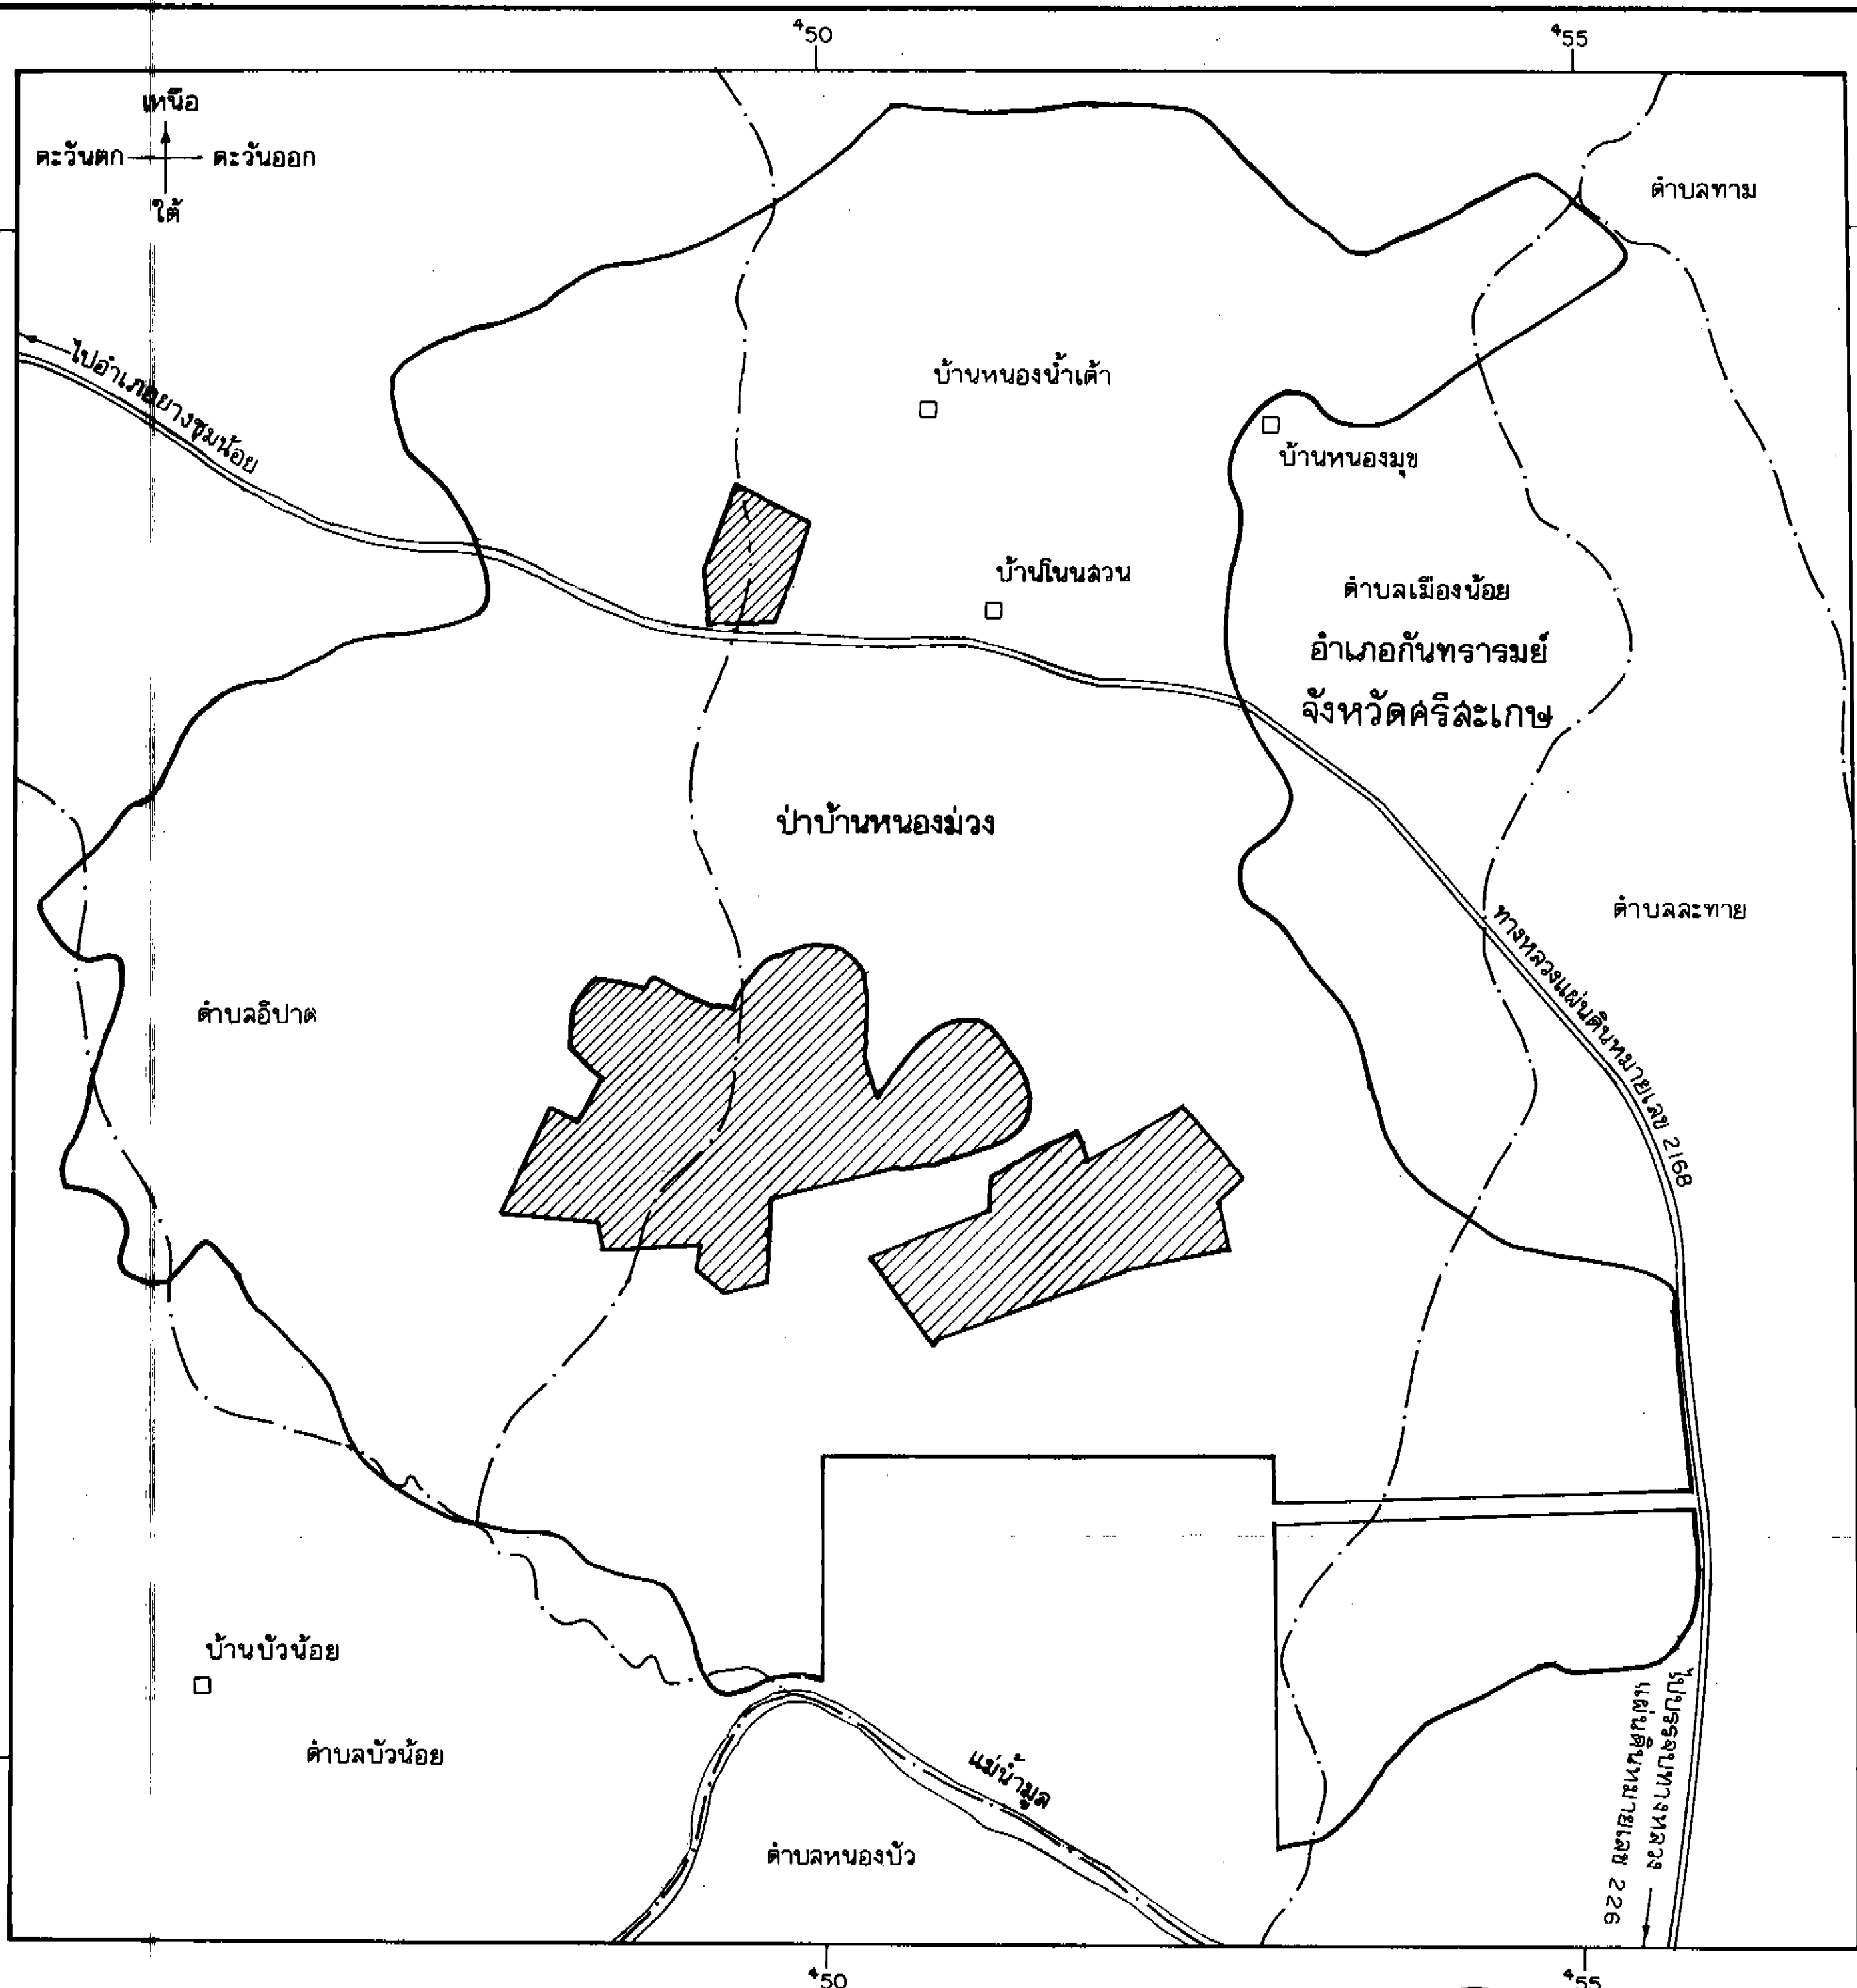 ⁴50
⁴55
เหนือ
ตะวันตก
ตะวันออก
ใต้
ตำบลทาม
ไปอำเภอยางชุมน้อย
บ้านหนองน้ำเต้า
บ้านหนองมุข
บ้านโนนลวน
ตำบลเมืองน้อย
อำเภอกันทรารมย์
จังหวัดศรีสะเกษ
ป่าบ้านหนองม่วง
ตำบลละทาย
ทางหลวงแผ่นดินหมายเลข 2168
ตำบลอีปาด
บ้านบัวน้อย
ตำบลบัวน้อย
แม่น้ำมูล
ตำบลหนองบัว
ไปบรรจบทางหลวง
แผ่นดินหมายเลข 226
⁴50
⁴55